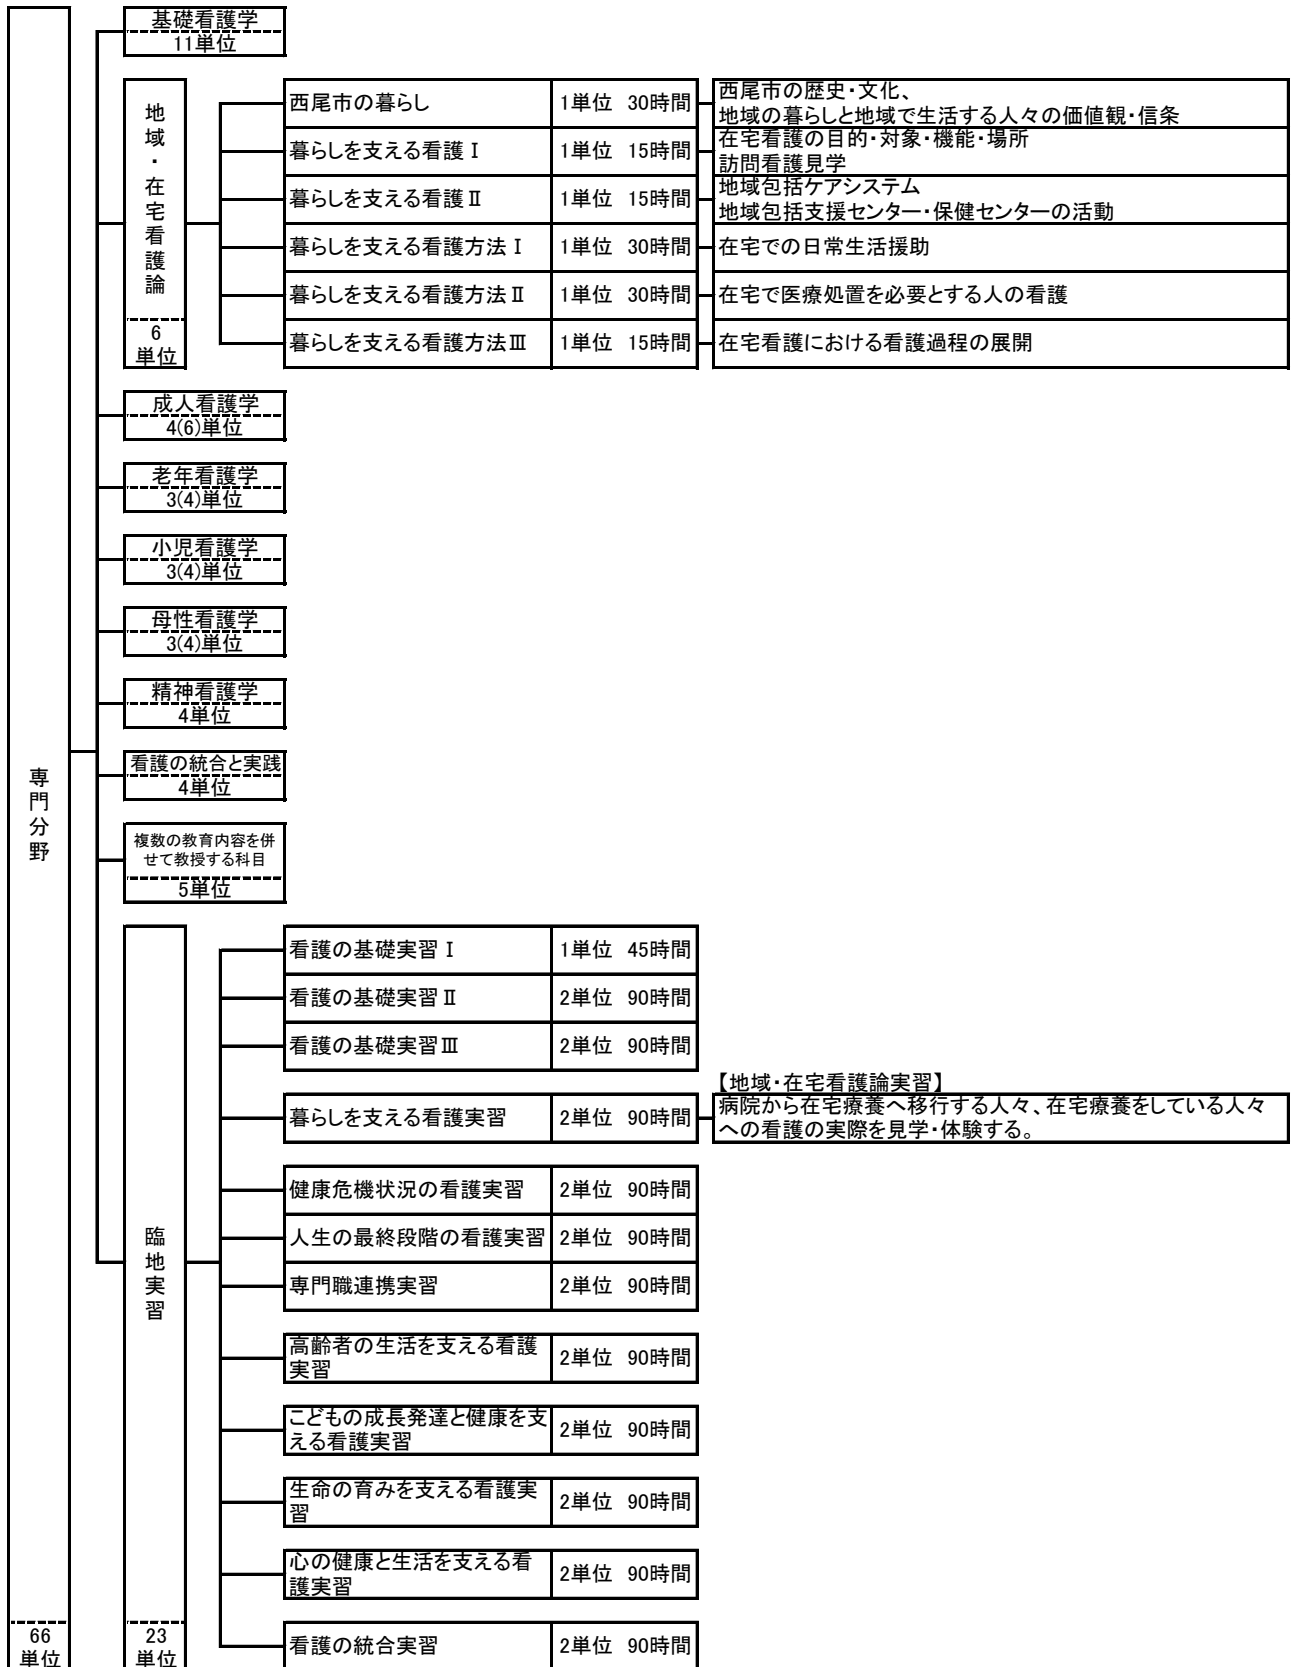 専門分野
66
単位
基礎看護学
11単位
地域・在宅看護論
6
単位
西尾市の暮らし
1単位 30時間
西尾市の歴史・文化、
地域の暮らしと地域で生活する人々の価値観・信条
暮らしを支える看護Ⅰ
1単位 15時間
在宅看護の目的・対象・機能・場所
訪問看護見学
暮らしを支える看護Ⅱ
1単位 15時間
地域包括ケアシステム
地域包括支援センター・保健センターの活動
暮らしを支える看護方法Ⅰ
1単位 30時間
在宅での日常生活援助
暮らしを支える看護方法Ⅱ
1単位 30時間
在宅で医療処置を必要とする人の看護
暮らしを支える看護方法Ⅲ
1単位 15時間
在宅看護における看護過程の展開
成人看護学
4(6)単位
老年看護学
3(4)単位
小児看護学
3(4)単位
母性看護学
3(4)単位
精神看護学
4単位
看護の統合と実践
4単位
複数の教育内容を併
せて教授する科目
5単位
臨地実習
23
単位
看護の基礎実習Ⅰ
1単位 45時間
看護の基礎実習Ⅱ
2単位 90時間
看護の基礎実習Ⅲ
2単位 90時間
暮らしを支える看護実習
2単位 90時間
【地域・在宅看護論実習】
病院から在宅療養へ移行する人々、在宅療養をしている人々
への看護の実際を見学・体験する。
健康危機状況の看護実習
2単位 90時間
人生の最終段階の看護実習
2単位 90時間
専門職連携実習
2単位 90時間
高齢者の生活を支える看護
実習
2単位 90時間
こどもの成長発達と健康を支
える看護実習
2単位 90時間
生命の育みを支える看護実
習
2単位 90時間
心の健康と生活を支える看
護実習
2単位 90時間
看護の統合実習
2単位 90時間